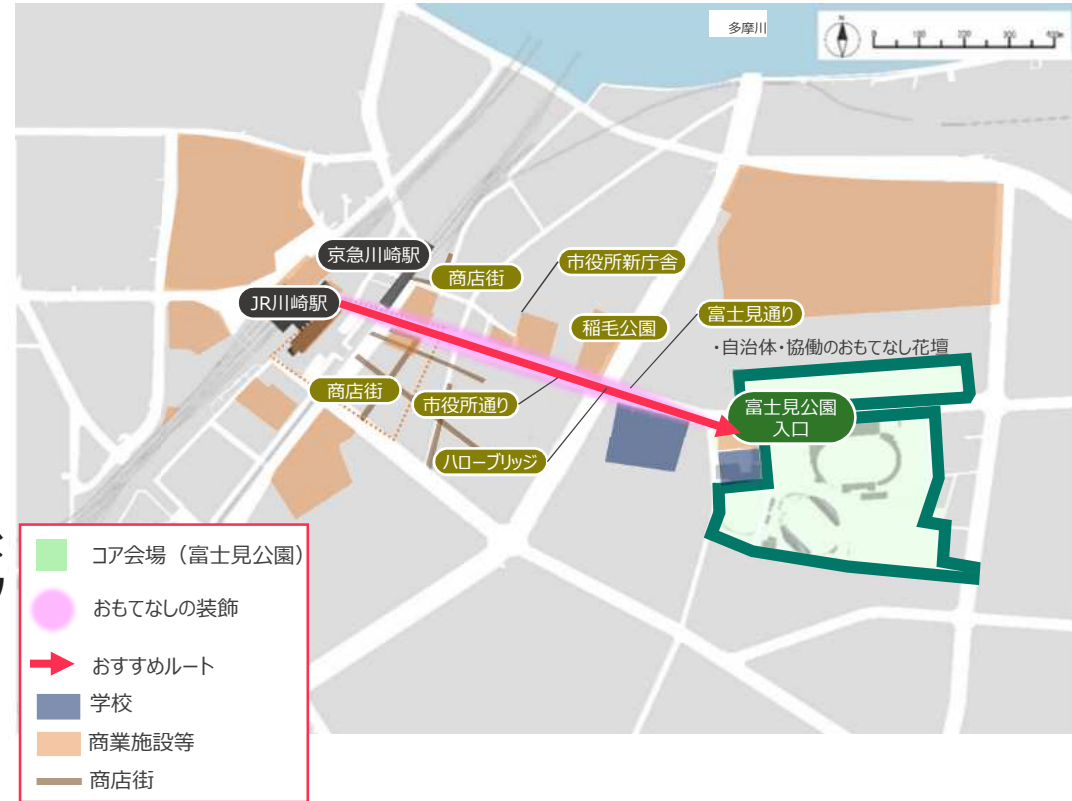 多摩川
N
0 100 200 300 400m
京急川崎駅
市役所新庁舎
商店街
JR川崎駅
富士見通り
稲毛公園
・自治体・協働のおもてなし花壇
商店街
市役所通り
富士見公園
入口
ハローブリッジ
コア会場（富士見公園）
おもてなしの装飾
おすすめルート
学校
商業施設等
商店街